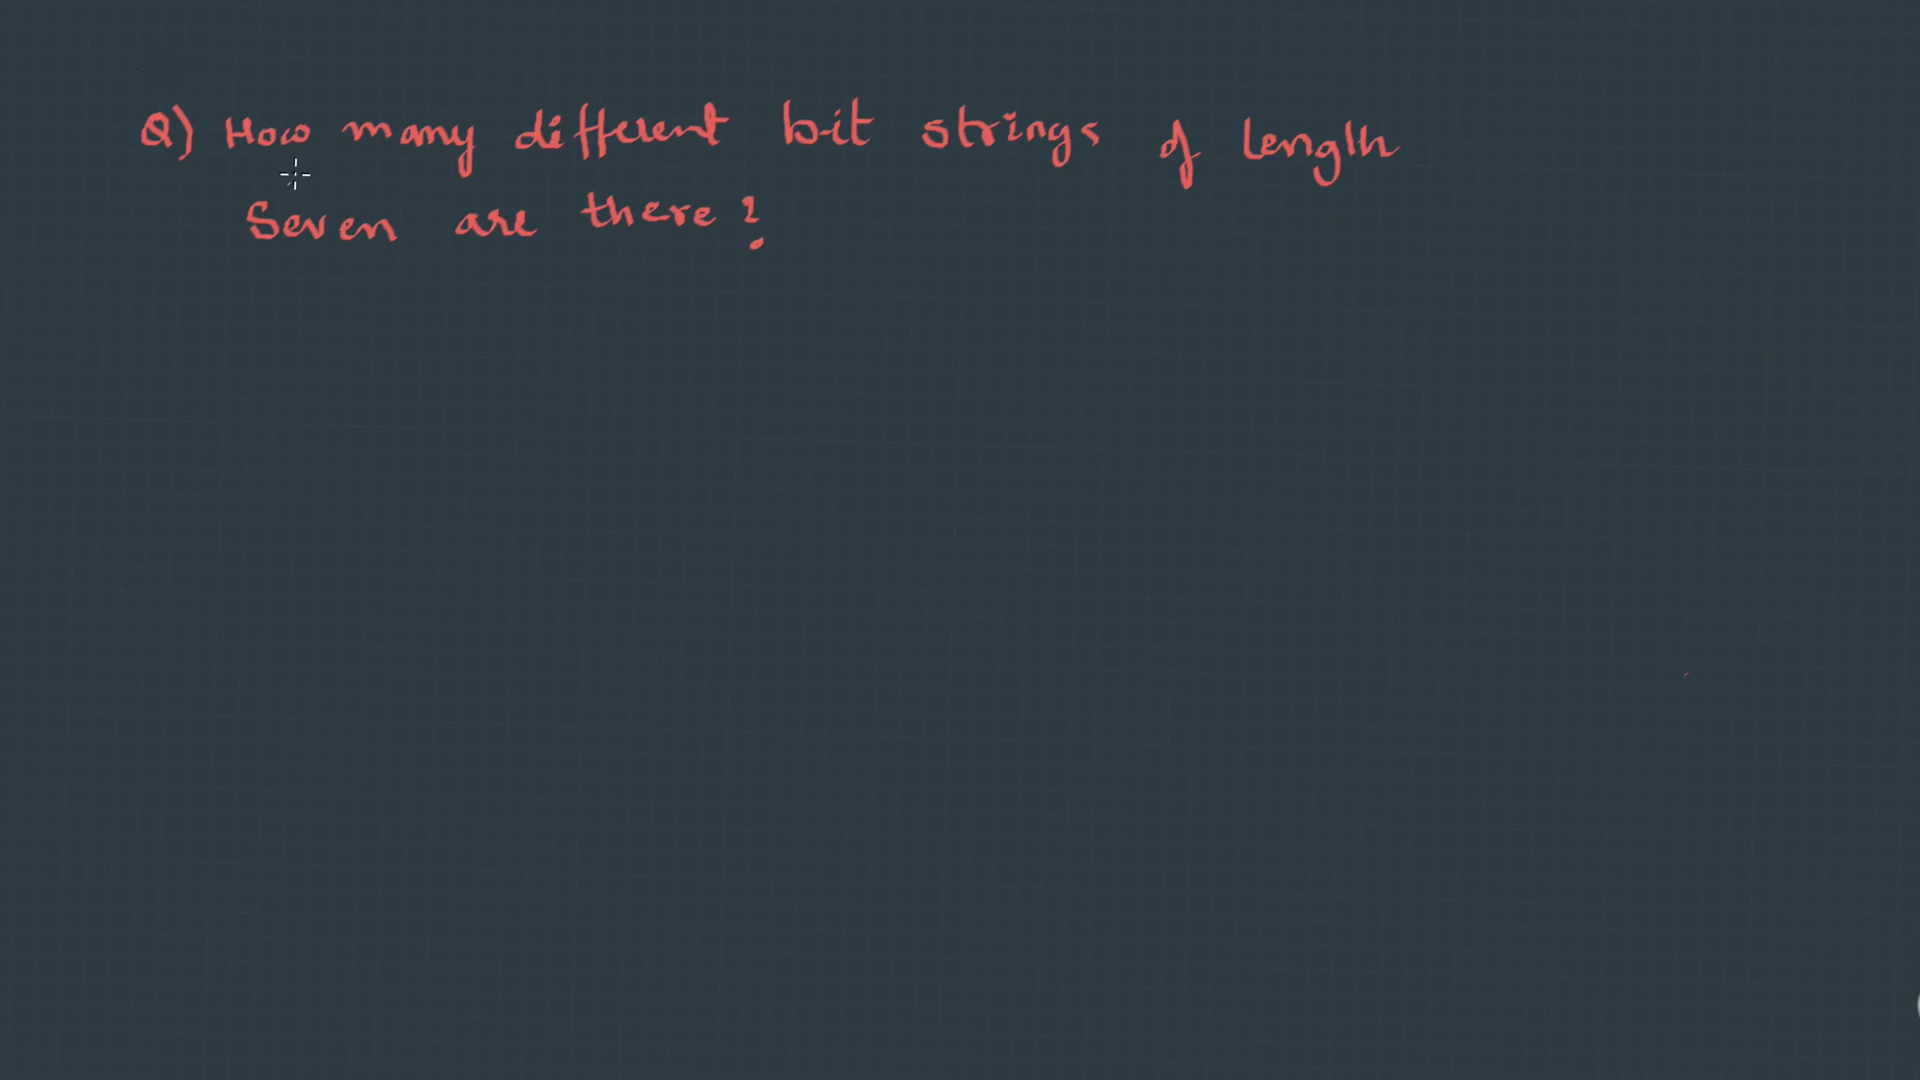 Q) How many different bit strings of length
Seven are there?